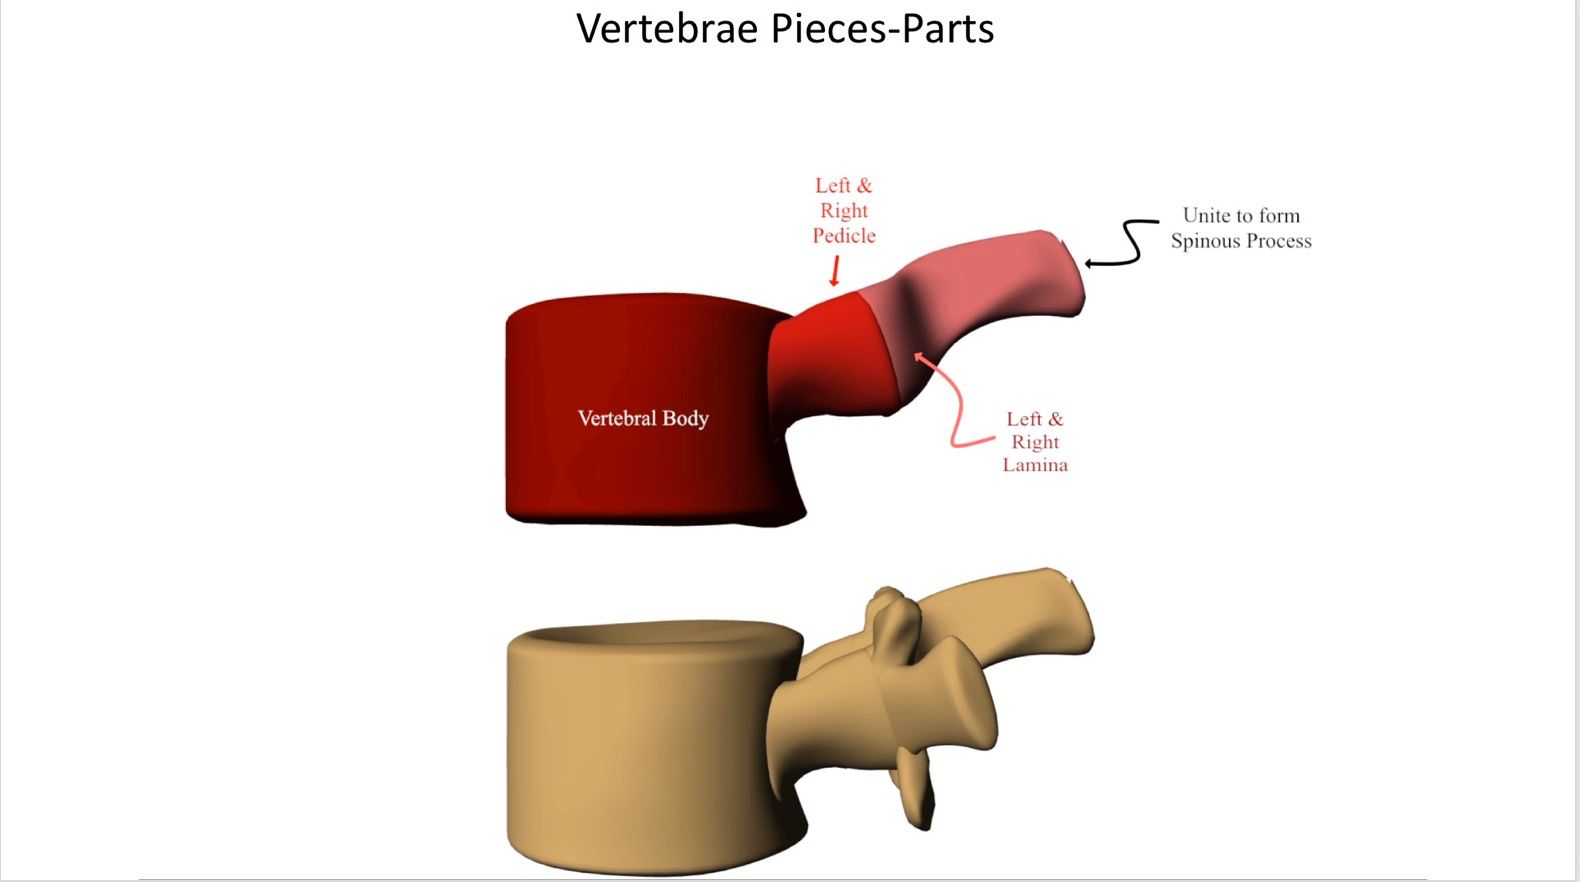 Vertebrae Pieces-Parts
Left &
Right
Pedicle
Unite to form
Spinous Process
Vertebral Body
Left &
Right
Lamina